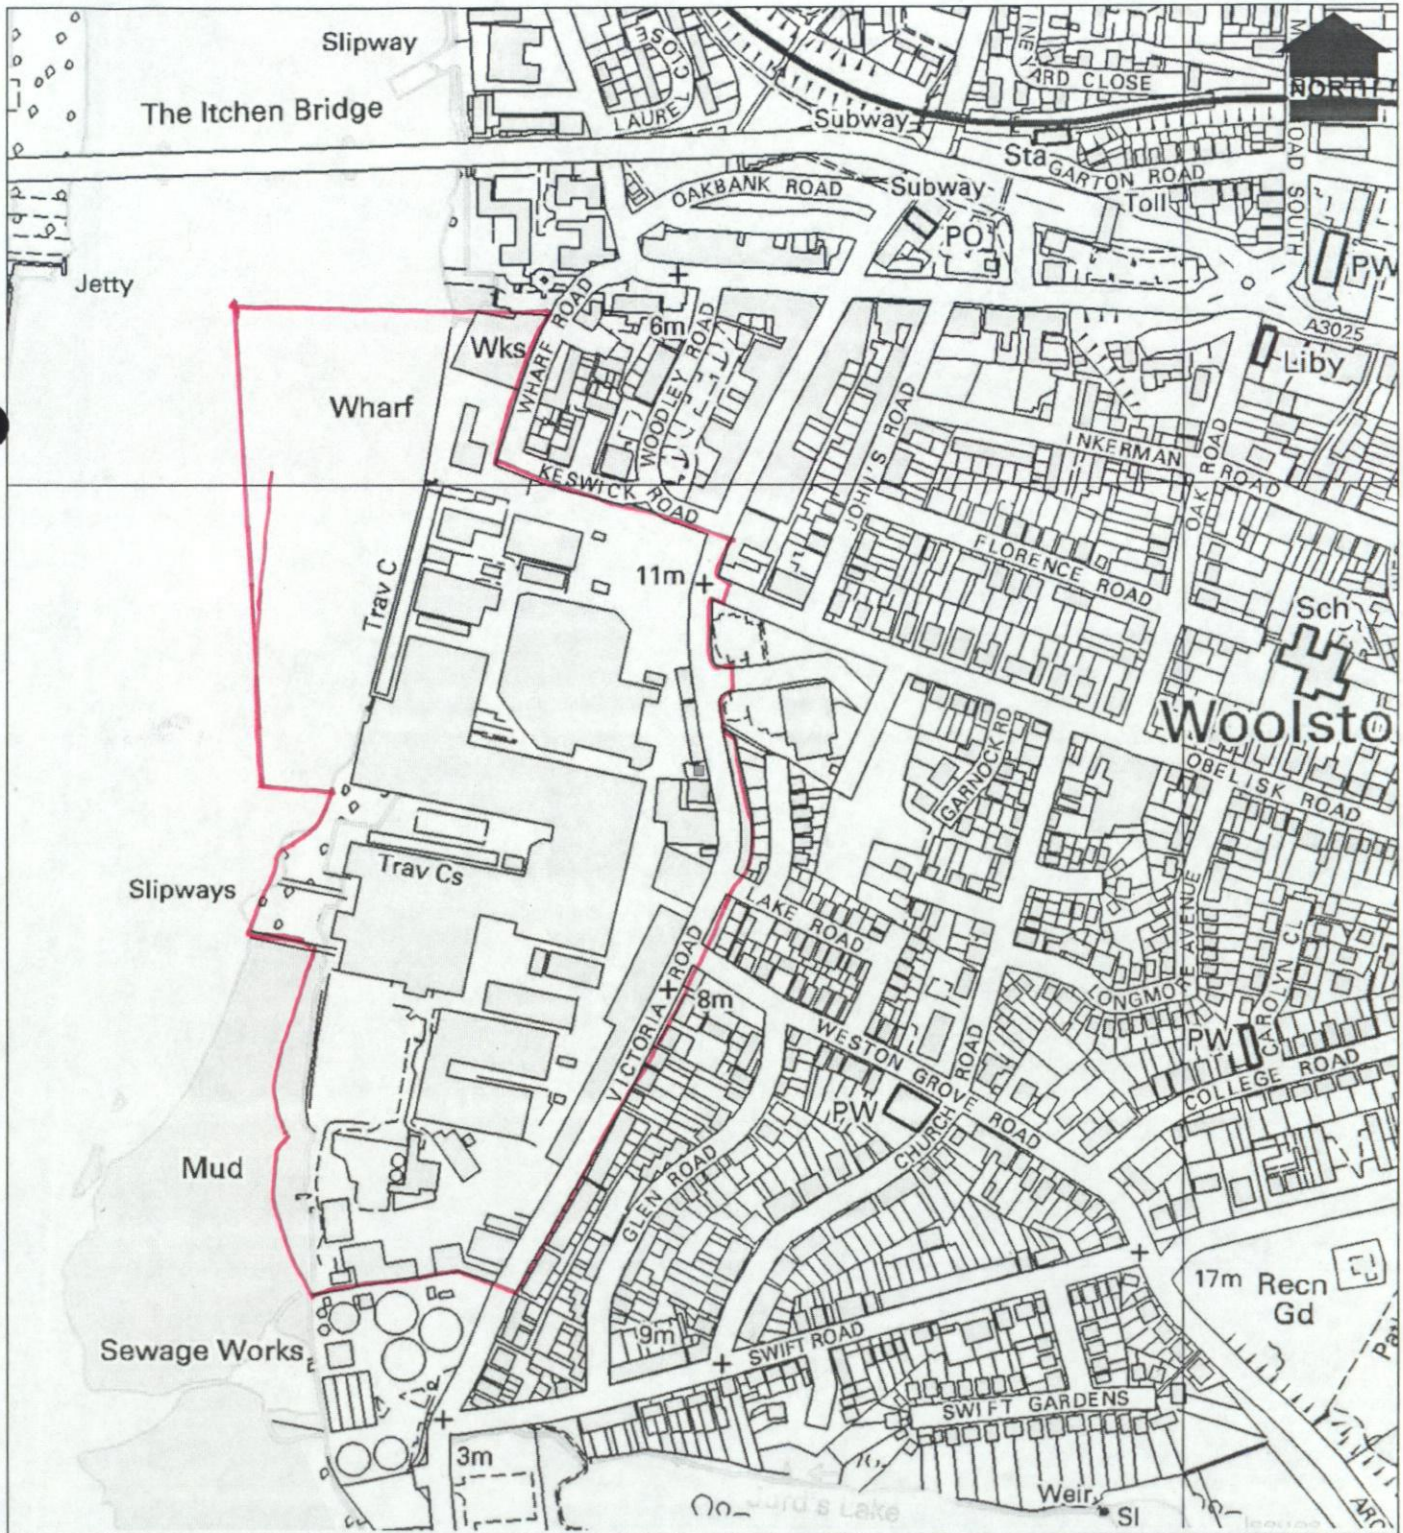 Slipway
The Itchen Bridge
LAUREL CLOSE
ARD CLOSE
NORTH
Subway
Sta
GARTON ROAD
OAKBANK ROAD
Subway
Toll
OAD SOUTH
PO
PW
Jetty
A3025
Wks
WHARF ROAD
6m
WOODLEY ROAD
Liby
Wharf
JOHN'S ROAD
INKERMAN ROAD
OAK ROAD
KESWICK ROAD
FLORENCE ROAD
11m
Trav C
Sch
Woolsto
GARNOCK RD
OBELISK ROAD
Trav Cs
Slipways
LAKE ROAD
LONGMORE AVENUE
CAROLYN CL
VICTORIA ROAD
8m
WESTON GROVE ROAD
PW
COLLEGE ROAD
PW
CHURCH ROAD
Mud
GLEN ROAD
17m
Recn
Gd
Sewage Works
9m
SWIFT ROAD
SWIFT GARDENS
3m
Weir
Sl
Lake
Issues